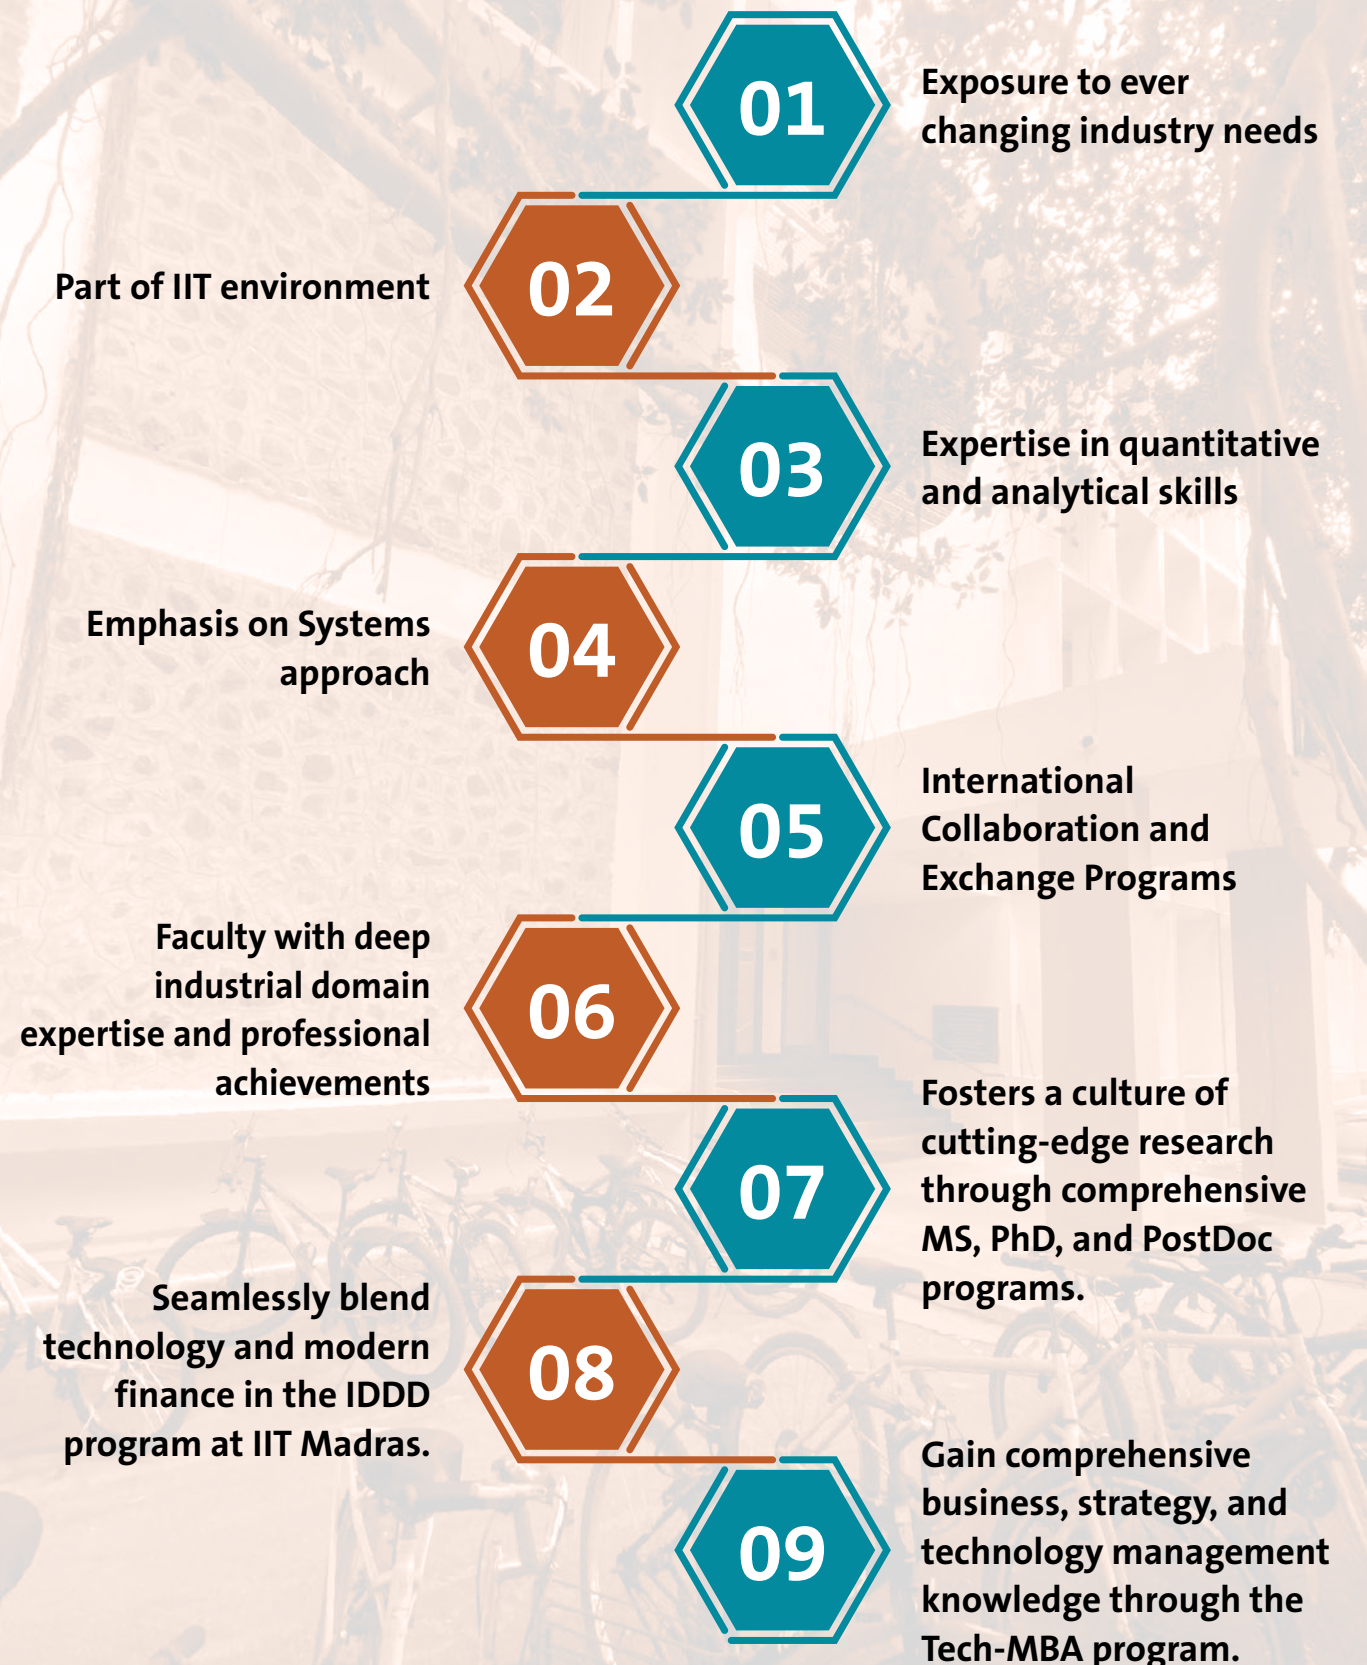 01
Exposure to ever
changing industry needs
02
Part of IIT environment
03
Expertise in quantitative
and analytical skills
04
Emphasis on Systems
approach
05
International
Collaboration and
Exchange Programs
06
Faculty with deep
industrial domain
expertise and professional
achievements
07
Fosters a culture of
cutting-edge research
through comprehensive
MS, PhD, and PostDoc
programs.
08
Seamlessly blend
technology and modern
finance in the IDDD
program at IIT Madras.
09
Gain comprehensive
business, strategy, and
technology management
knowledge through the
Tech-MBA program.